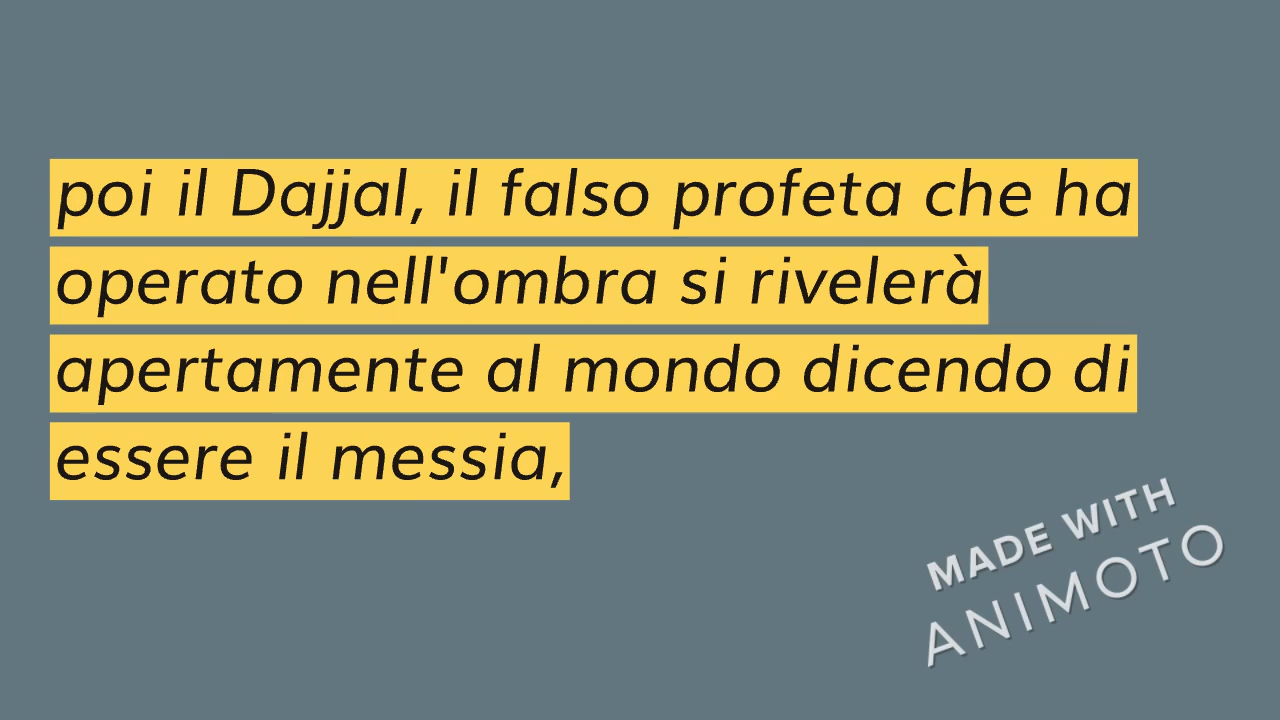 poi il Dajjal, il falso profeta che ha
operato nell'ombra si rivelerà
apertamente al mondo dicendo di
essere il messia,
MADE WITH
ANIMOTO